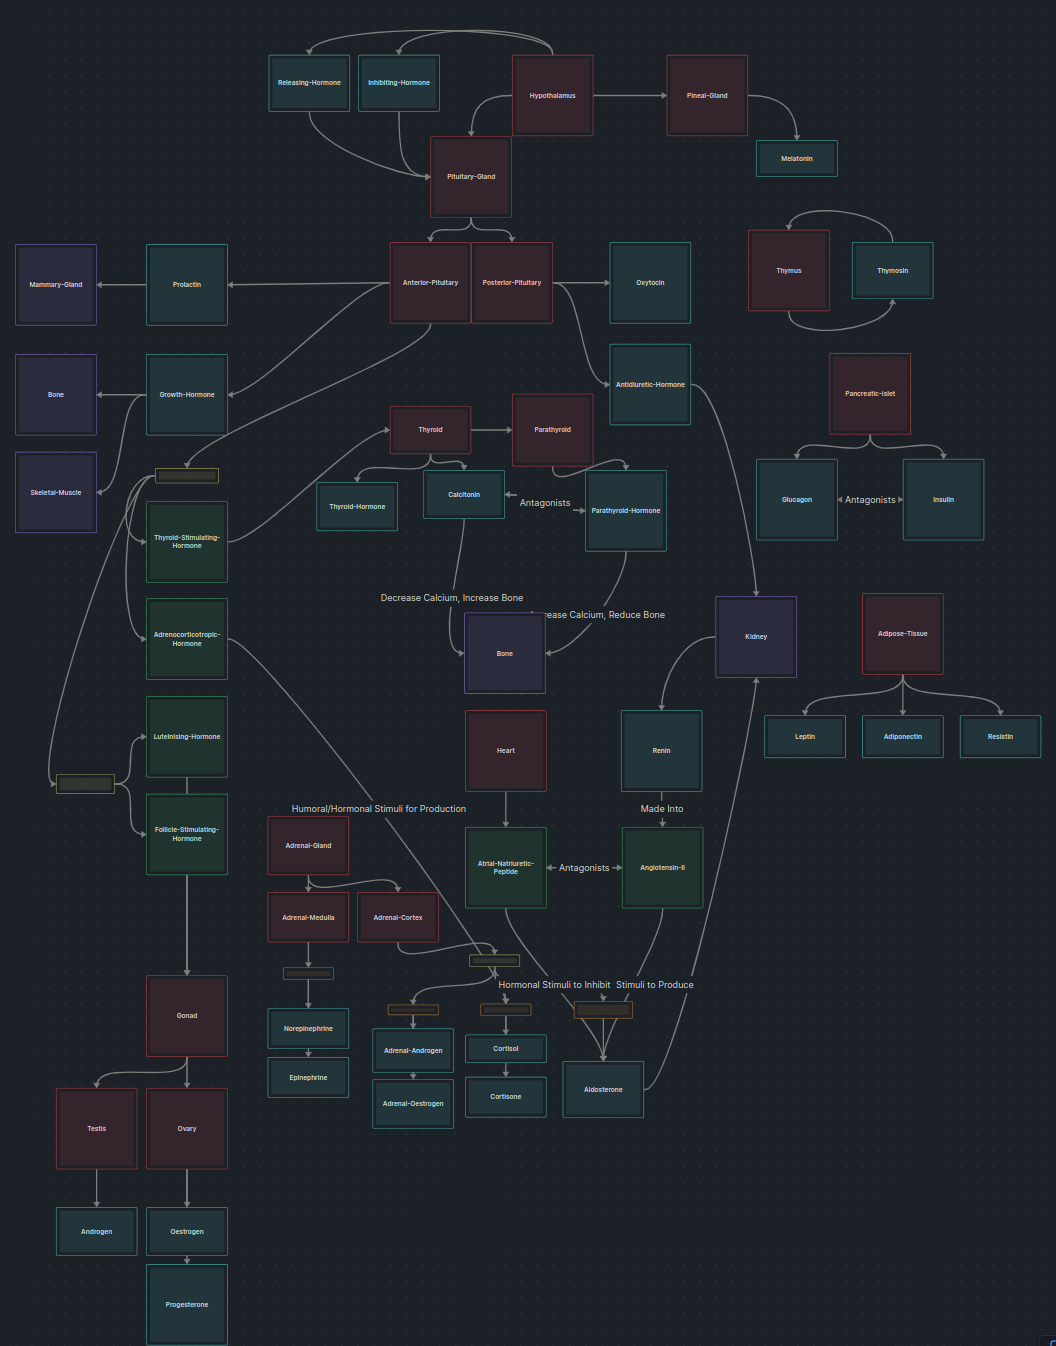 Releasing-Hormone
Inhibiting-Hormone
Hypothalamus
Pineal-Gland
Melatonin
Pituitary-Gland
Thymus
Thymosin
Mammary-Gland
Prolactin
Anterior-Pituitary
Posterior-Pituitary
Oxytocin
Bone
Growth-Hormone
Antidiuretic-Hormone
Pancreatic-Islet
Thyroid
Parathyroid
Skeletal-Muscle
Thyroid-Hormone
Calcitonin
Antagonists
Parathyroid-Hormone
Glucagon
Antagonists
Insulin
Thyroid-Stimulating-
Hormone
Decrease Calcium, Increase Bone
Calcium, Reduce Bone
Adrenocorticotropic-
Hormone
Bone
Kidney
Adipose-Tissue
Luteinising-Hormone
Heart
Renin
Leptin
Adiponectin
Resistin
Humoral/Hormonal Stimuli for Production
Made Into
Follicle-Stimulating-
Hormone
Adrenal-Gland
Atrial-Natriuretic-
Peptide
Antagonists
Angiotensin-II
Adrenal-Medulla
Adrenal-Cortex
Hormonal Stimuli to Inhibit
Stimuli to Produce
Gonad
Norepinephrine
Adrenal-Androgen
Cortisol
Epinephrine
Adrenal-Oestrogen
Cortisone
Aldosterone
Testis
Ovary
Androgen
Oestrogen
Progesterone